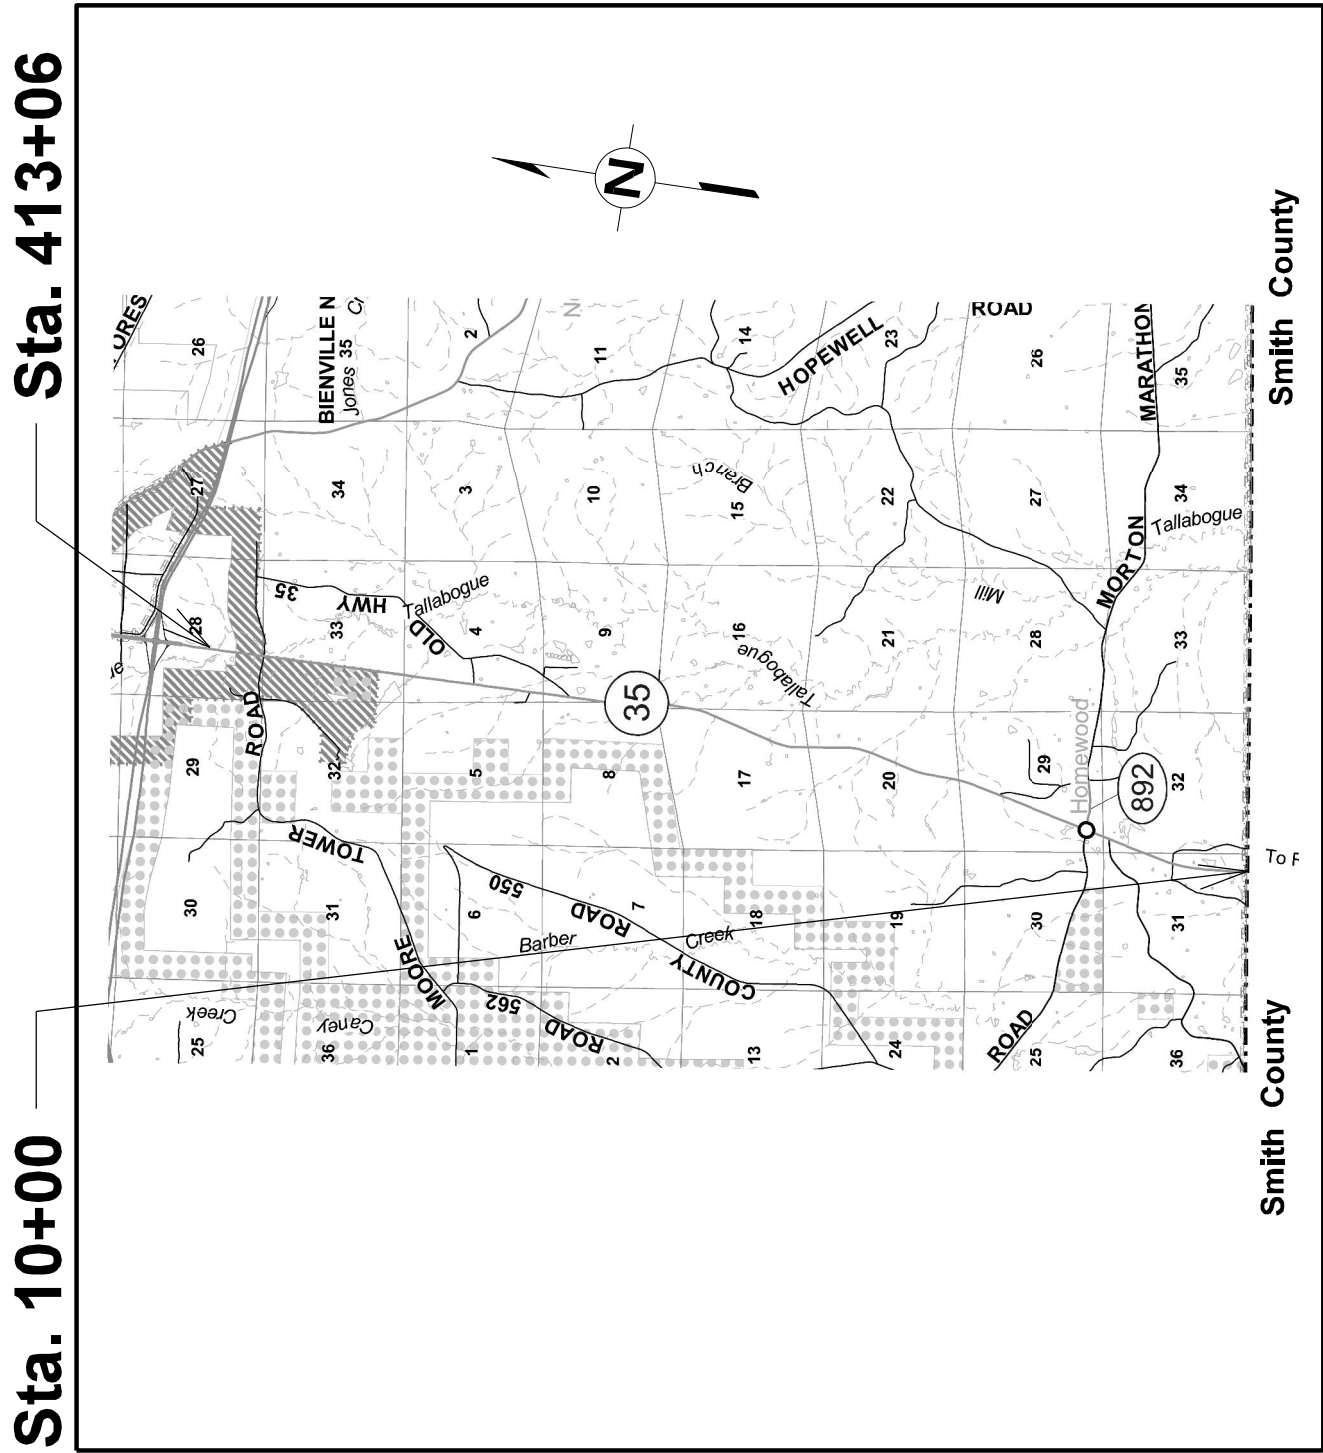 Sta. 413+06
Sta. 10+00
N
26
BIENVILLE N
Jones 35
2
11
14
HOPEWELL
23
ROAD
26
MARATHON
35
27
34
3
10
Branch
15
22
27
34
Tallabogue
28
35
HWY
OLD
33
Tallabogue
4
9
16
Tallabogue
21
Mill
28
MORTON
33
35
ROAD
29
32
5
8
17
20
29
Homewood
892
32
TOWER
30
31
6
550
ROAD
7
COUNTY
18
19
30
31
To
MOORE
Barber
Creek
562
ROAD
Creek
Caney
25
36
1
2
13
24
ROAD
25
36
Smith County
Smith County